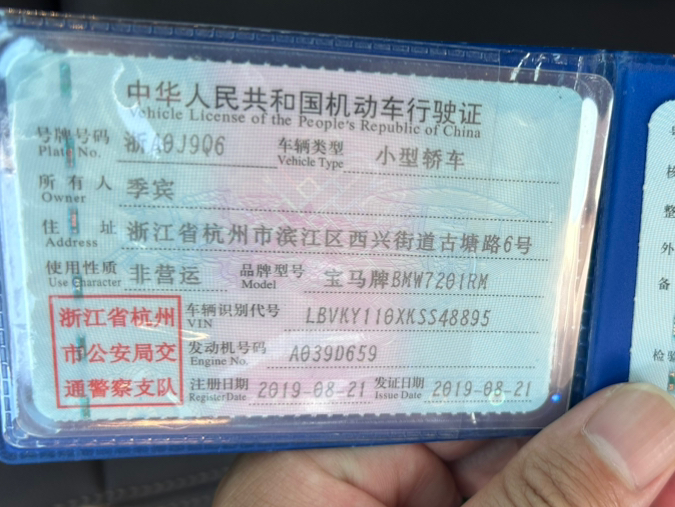 中华人民共和国机动车行驶证
Vehicle License of the People's Republic of China
号牌号码 浙A0J9Q6 车辆类型 小型轿车
Plate No. Vehicle Type
所有人 季宾
Owner
住址 浙江省杭州市滨江区西兴街道古塘路6号
Address
使用性质 非营运 品牌型号 宝马牌BMW7201RM
Use Character Model
浙江省杭州
市公安局交
通警察支队
车辆识别代号 LBVKY110XKSS48895
VIN
发动机号码 A039D659
Engine No.
注册日期 2019-08-21 发证日期 2019-08-21
Register Date Issue Date
核
整
外
备
检验